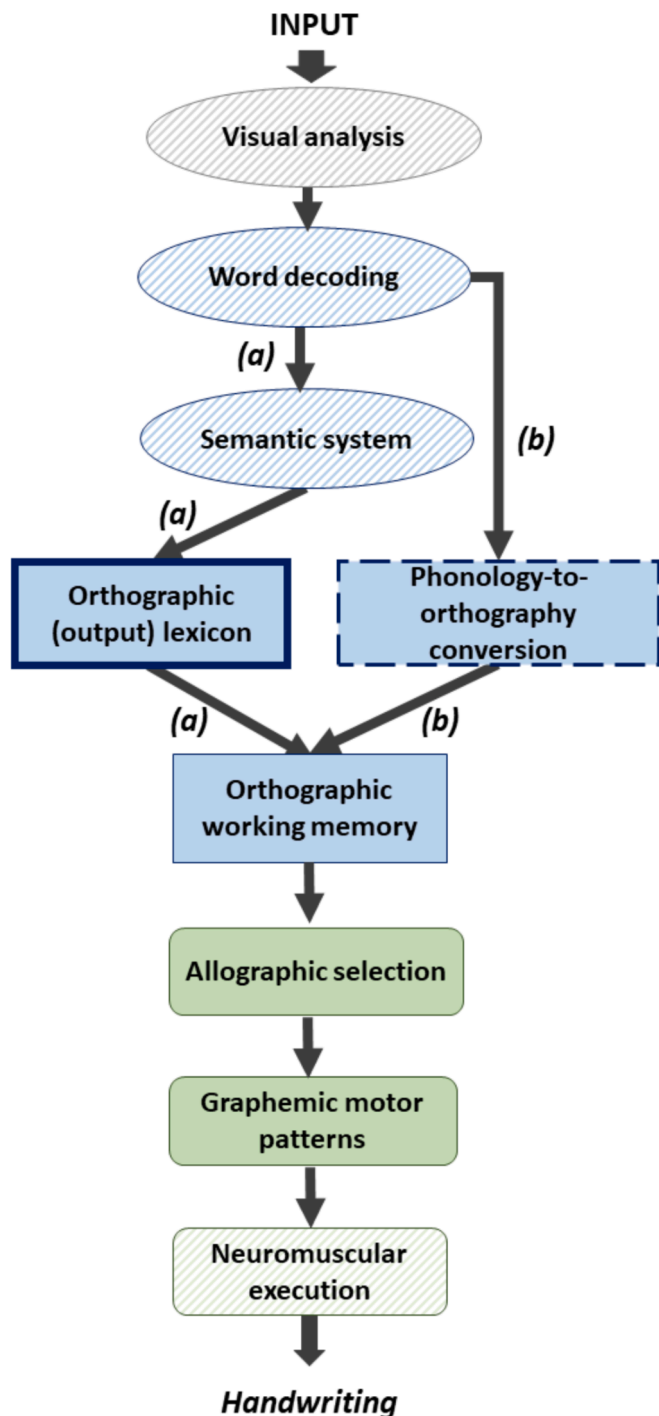 INPUT
Visual analysis
Word decoding
(a)
Semantic system
(b)
(a)
Orthographic
(output) lexicon
Phonology-to-
orthography
conversion
(a)
(b)
Orthographic
working memory
Allographic selection
Graphemic motor
patterns
Neuromuscular
execution
Handwriting